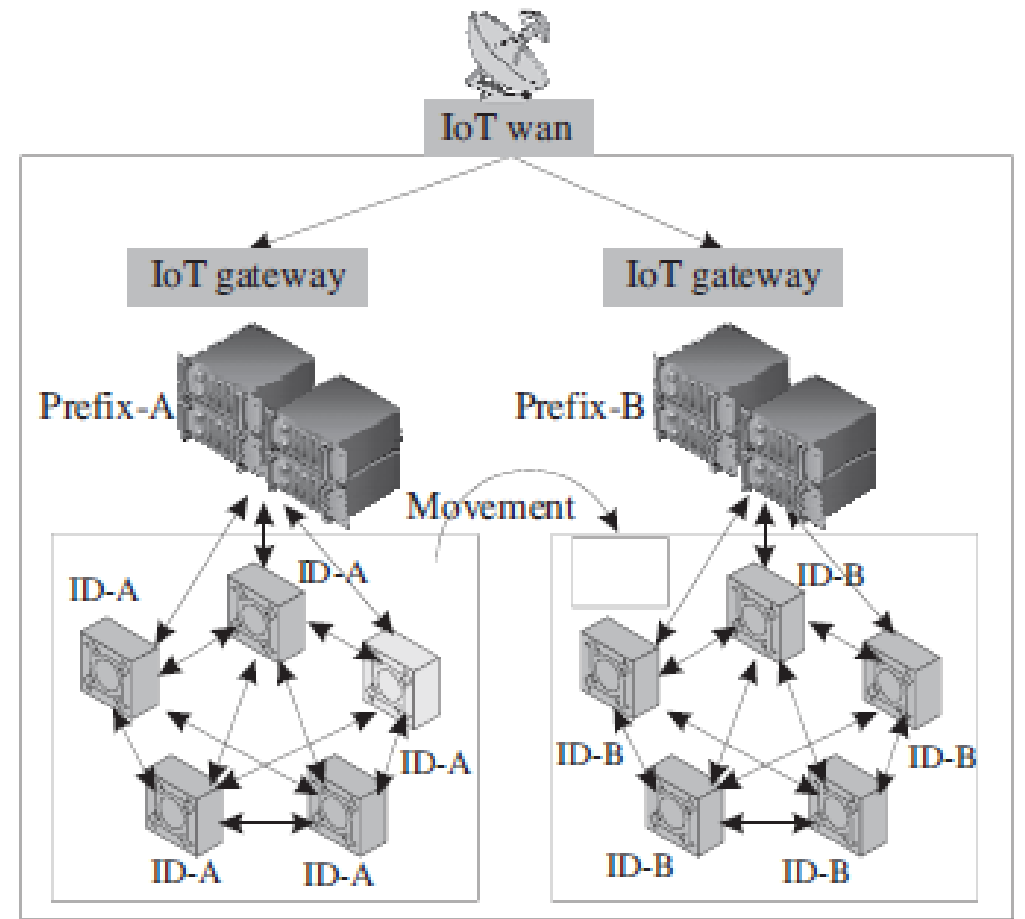 IoT wan
IoT gateway
IoT gateway
Prefix-A
Prefix-B
Movement
ID-A
ID-A
ID-A
ID-A
ID-A
ID-B
ID-B
ID-B
ID-B
ID-B